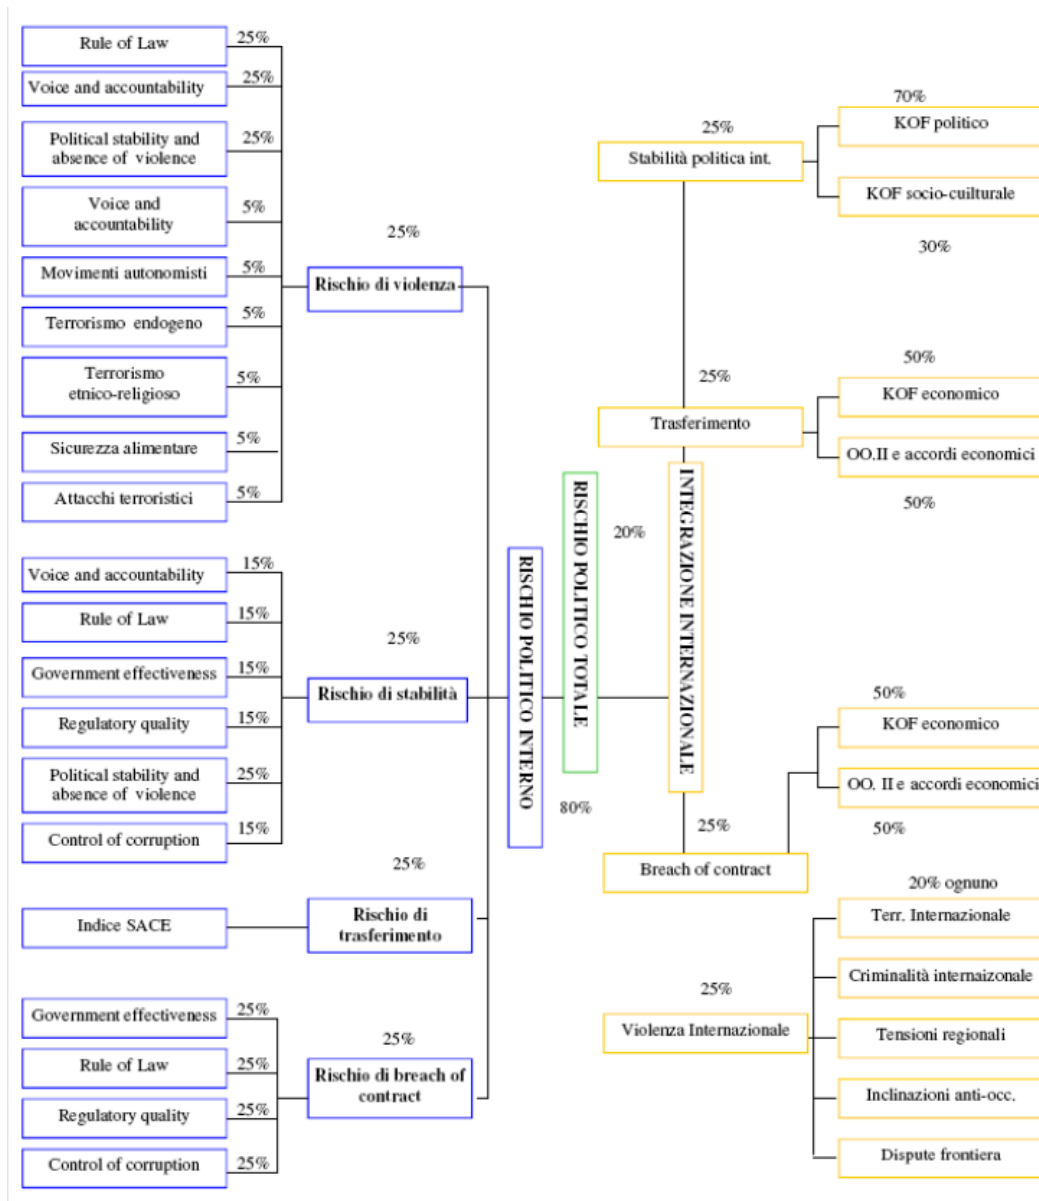 Rule of Law
25%
Voice and accountability
25%
Political stability and
absence of violence
25%
Voice and
accountability
5%
Movimenti autonomisti
5%
Terrorismo endogeno
5%
Terrorismo
etnico-religioso
5%
Sicurezza alimentare
5%
Attacchi terroristici
5%
25%
Rischio di violenza
Voice and accountability
15%
Rule of Law
15%
Government effectiveness
15%
Regulatory quality
15%
Political stability and
absence of violence
25%
Control of corruption
15%
25%
Rischio di stabilità
Indice SACE
25%
Rischio di
trasferimento
Government effectiveness
25%
Rule of Law
25%
Regulatory quality
25%
Control of corruption
25%
25%
Rischio di breach of
contract
RISCHIO POLITICO INTERNO
80%
RISCHIO POLITICO TOTALE
20%
INTEGRAZIONE INTERNAZIONALE
25%
Stabilità politica int.
70%
KOF politico
KOF socio-cuilturale
30%
25%
Trasferimento
50%
KOF economico
OO.II e accordi economici
50%
25%
Breach of contract
50%
KOF economico
OO. II e accordi economici
50%
25%
Violenza Internazionale
20% ognuno
Terr. Internazionale
Criminalità internaizonale
Tensioni regionali
Inclinazioni anti-occ.
Dispute frontiera